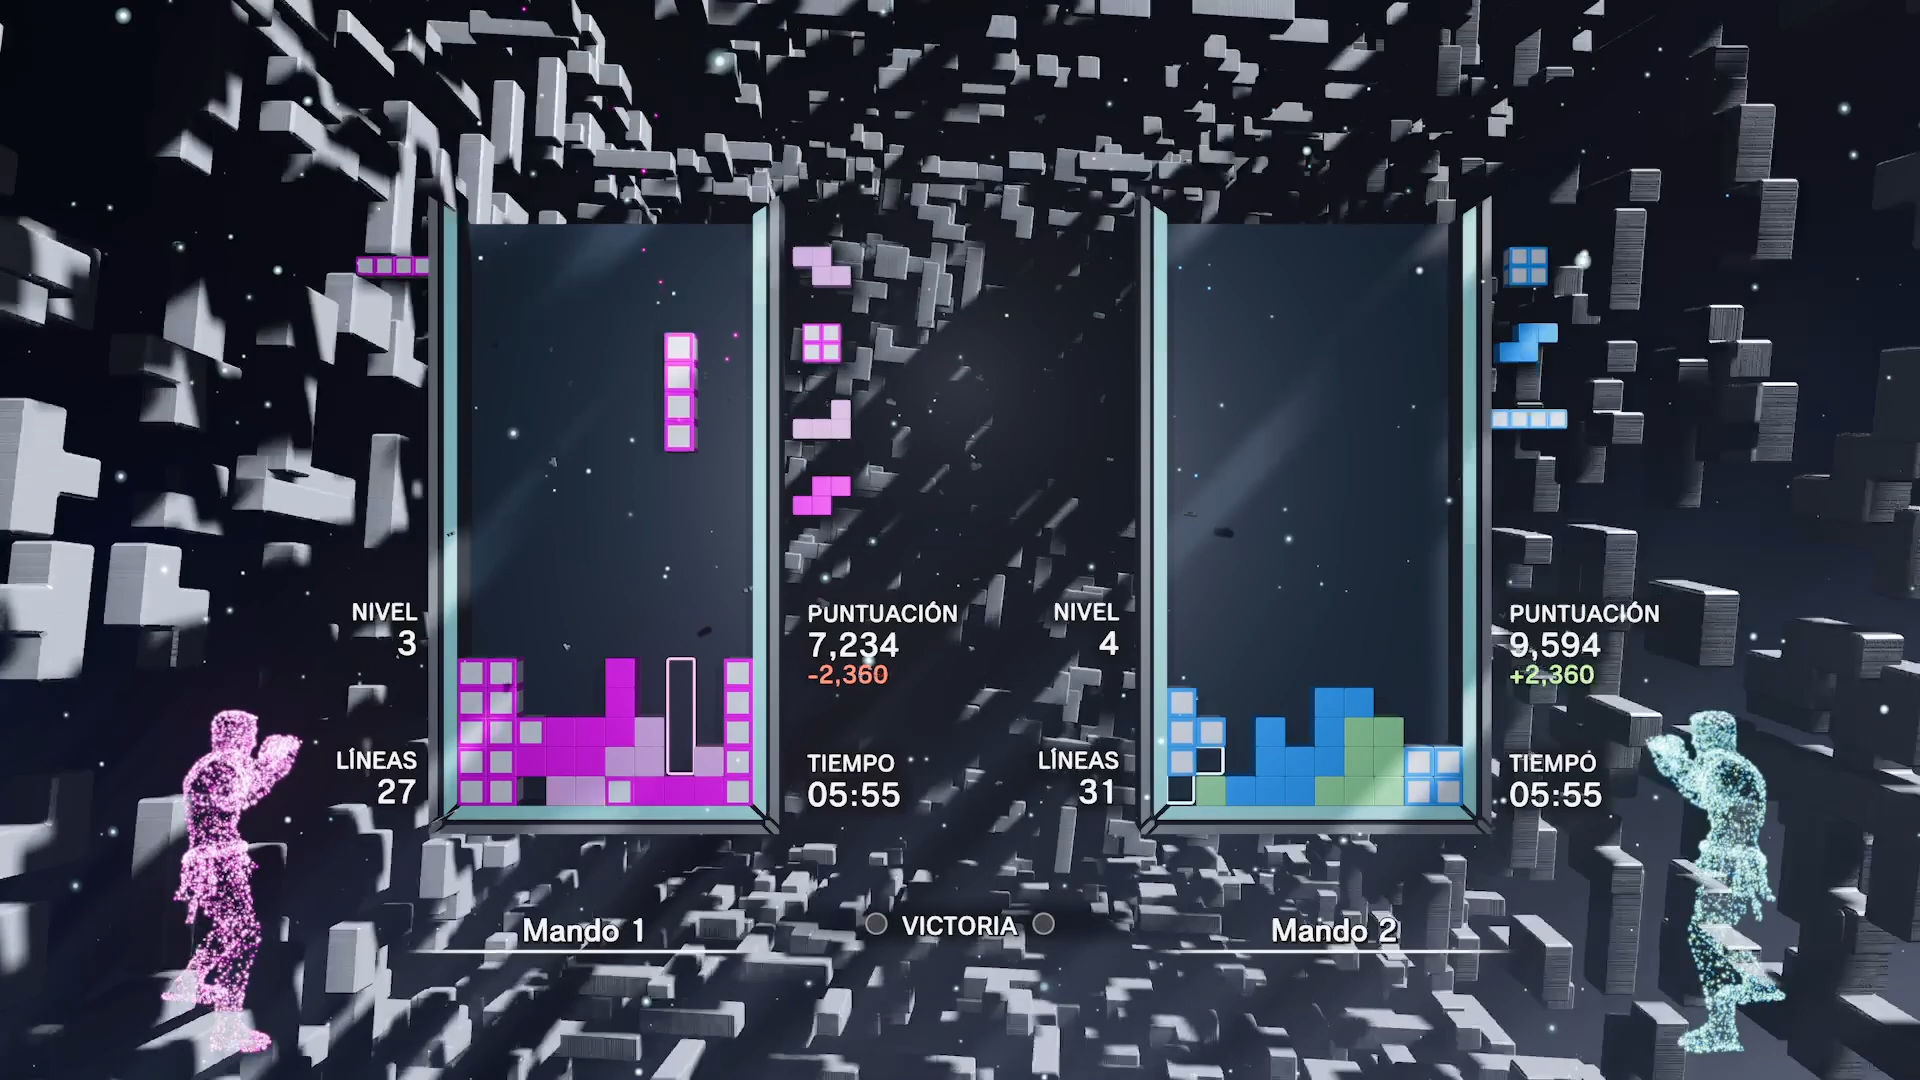 NIVEL
3
PUNTUACIÓN
7,234
-2,360
LÍNEAS
27
TIEMPO
05:55
NIVEL
4
PUNTUACIÓN
9,594
+2,360
LÍNEAS
31
TIEMPO
05:55
Mando 1
VICTORIA
Mando 2